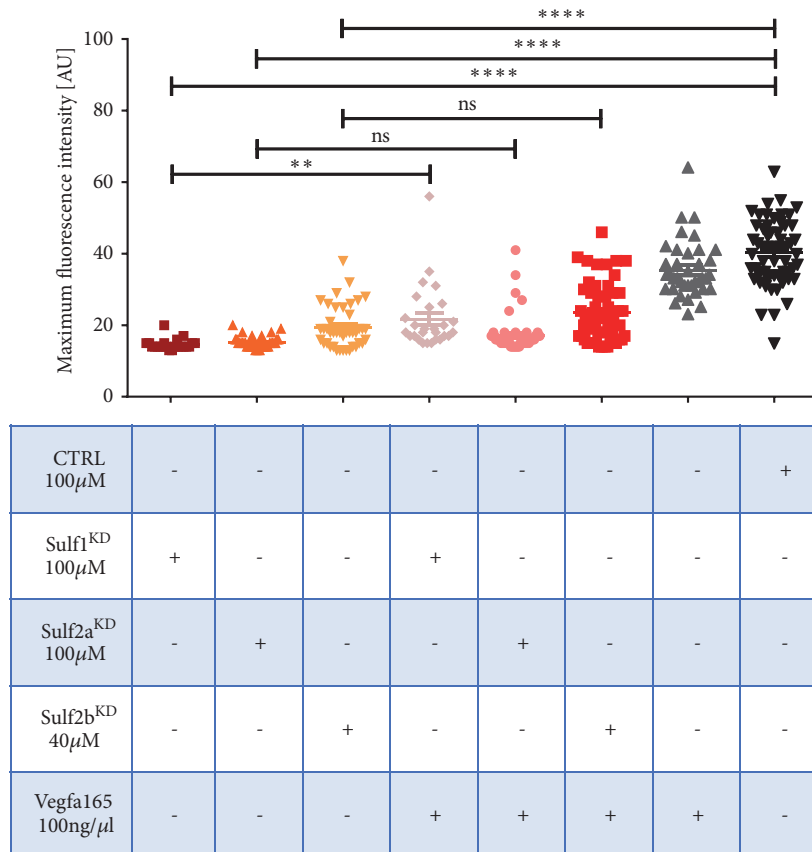 Maximum fluorescence intensity [AU]
100
80
60
40
20
0
****
****
****
ns
ns
**
CTRL
100μM
- - - - - - - +
Sulf1ᴷᴰ
100μM
+ - - + - - - -
Sulf2aᴷᴰ
100μM
- + - - + - - -
Sulf2bᴷᴰ
40μM
- - + - - + - -
Vegfa165
100ng/μl
- - - + + + + -